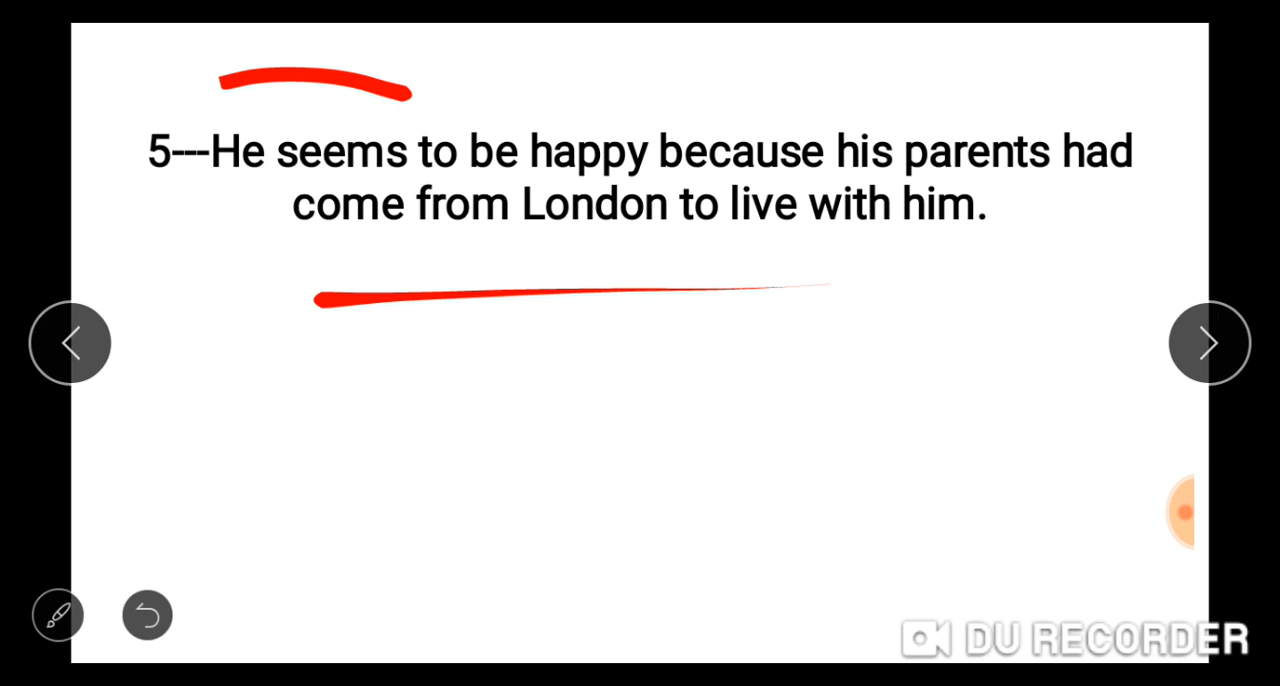 5---He seems to be happy because his parents had
come from London to live with him.
DU RECORDER